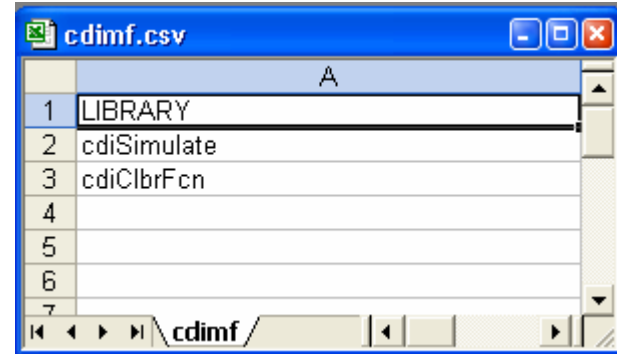 cdimf.csv
A
1 LIBRARY
2 cdiSimulate
3 cdiClbrFcn
4
5
6
7
cdimf